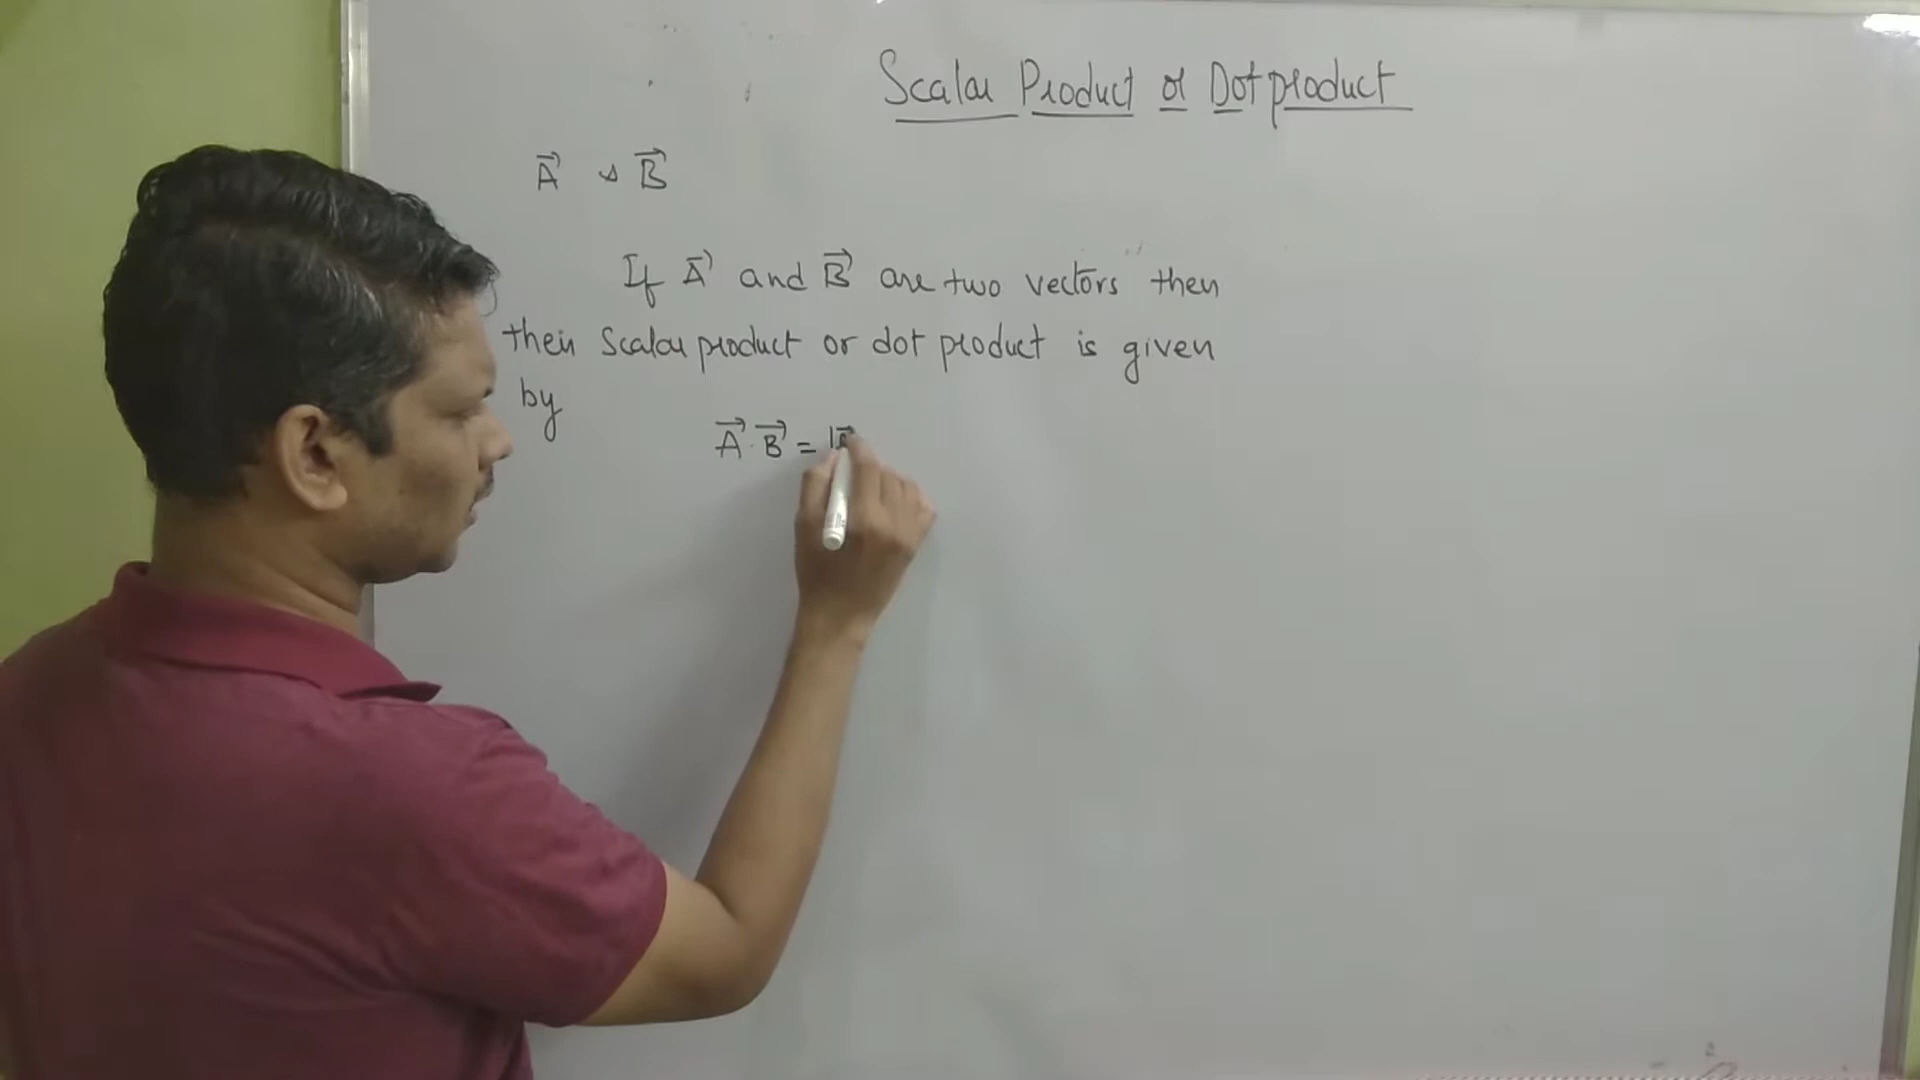 Scalar Product or Dot product
A⃗ & B⃗
If A⃗ and B⃗ are two vectors then
their Scalar product or dot product is given
by
A⃗ · B⃗ = |A⃗